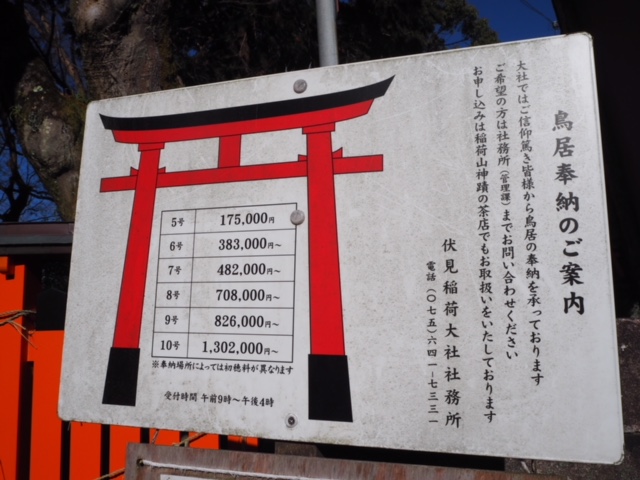 鳥居奉納のご案内
大社ではご信仰篤き皆様から鳥居の奉納を承っております
ご希望の方は社務所(管理課)までお問い合わせください
お申し込みは稲荷山神蹟の茶店でもお取扱いをいたしております
伏見稲荷大社社務所
電話(〇七五)六四一-七三三一
5号 175,000円
6号 383,000円〜
7号 482,000円〜
8号 708,000円〜
9号 826,000円〜
10号 1,302,000円〜
※奉納場所によっては初穂料が異なります
受付時間 午前9時〜午後4時